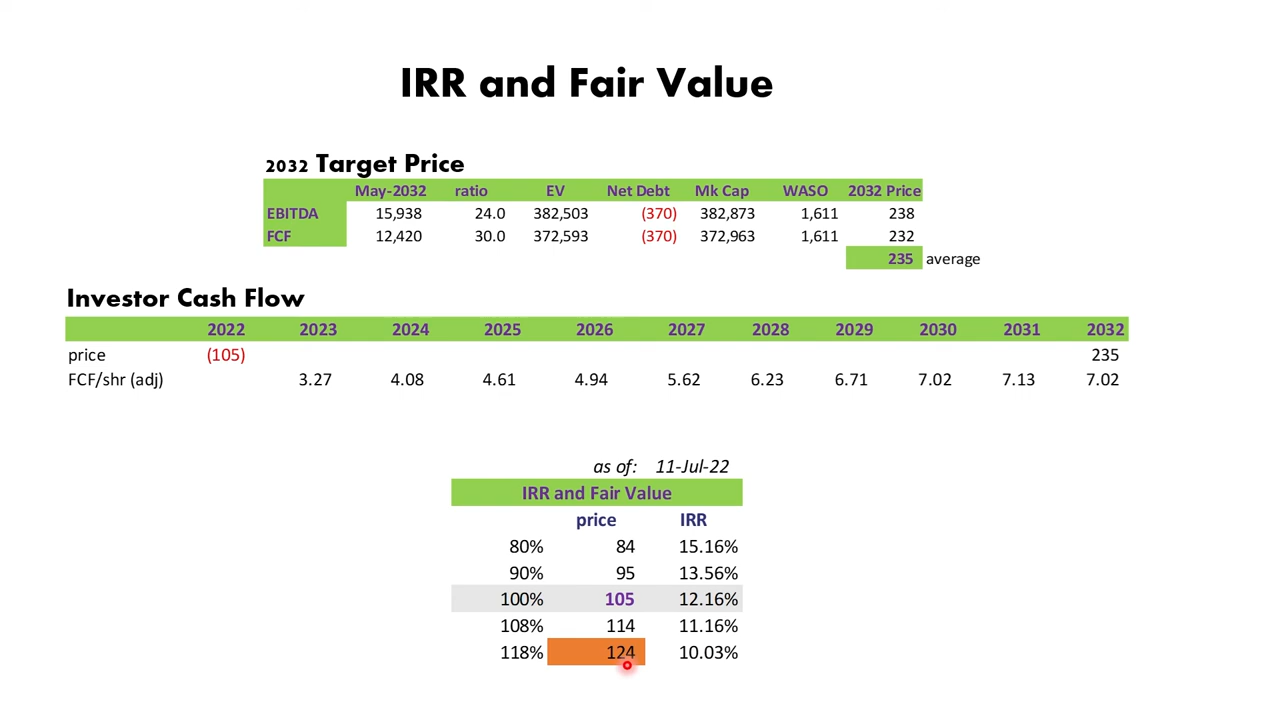 IRR and Fair Value
2032 Target Price
May-2032 ratio EV Net Debt Mk Cap WASO 2032 Price
EBITDA 15,938 24.0 382,503 (370) 382,873 1,611 238
FCF 12,420 30.0 372,593 (370) 372,963 1,611 232
235 average
Investor Cash Flow
2022 2023 2024 2025 2026 2027 2028 2029 2030 2031 2032
price (105) 235
FCF/shr (adj) 3.27 4.08 4.61 4.94 5.62 6.23 6.71 7.02 7.13 7.02
as of: 11-Jul-22
IRR and Fair Value
price IRR
80% 84 15.16%
90% 95 13.56%
100% 105 12.16%
108% 114 11.16%
118% 124 10.03%